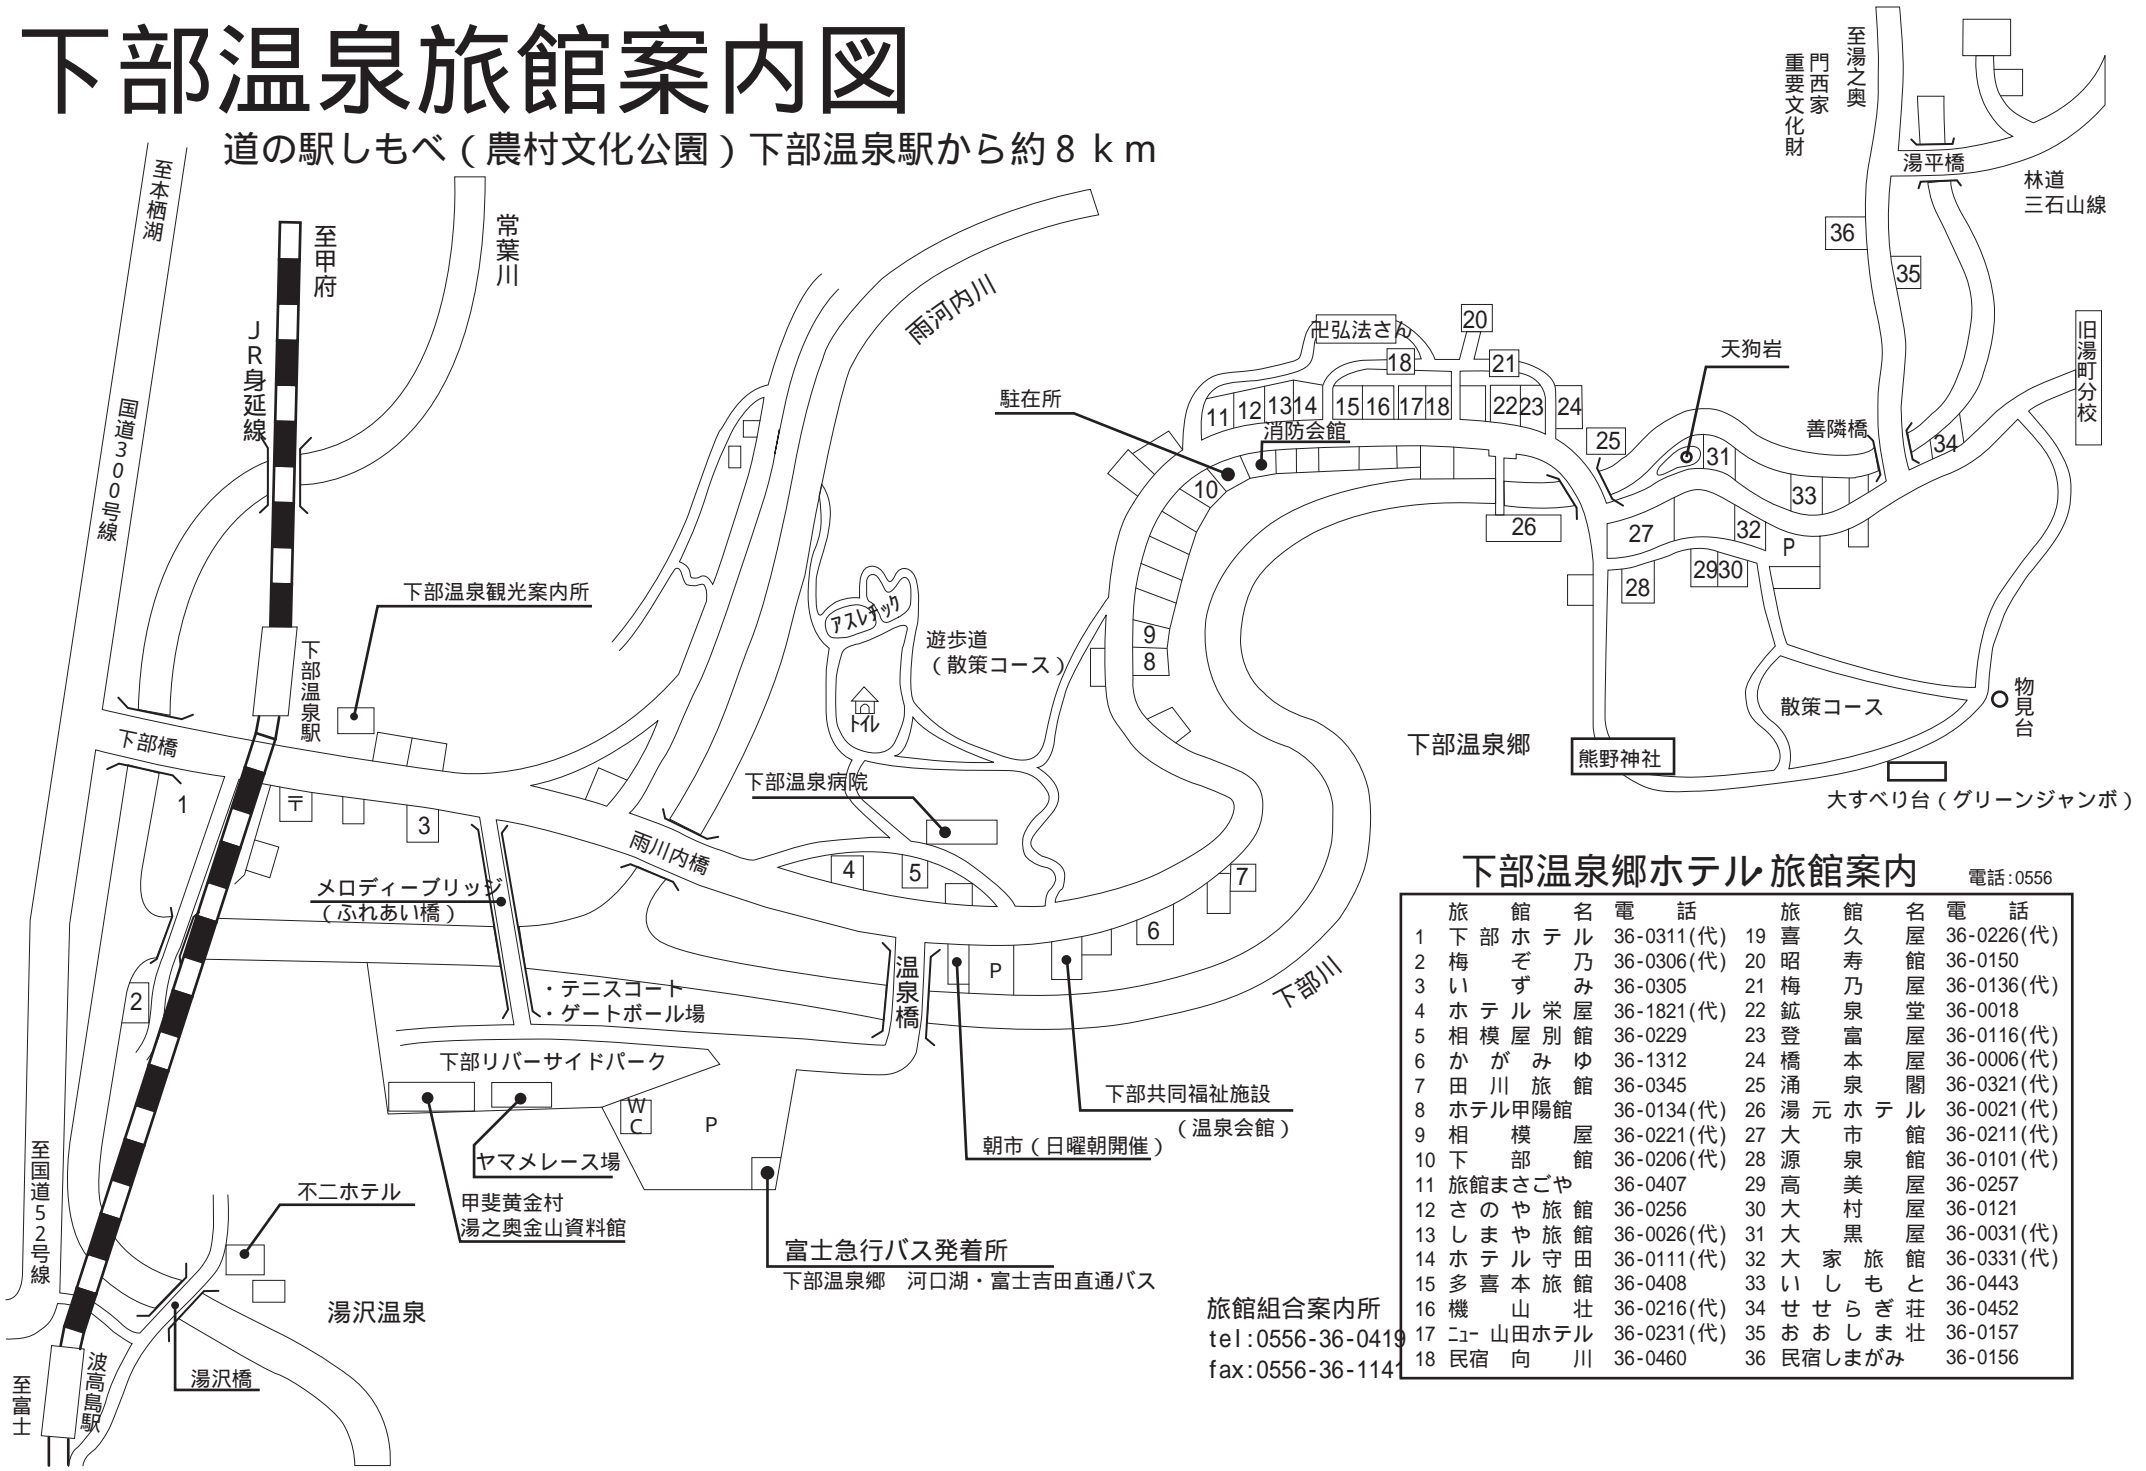 下部温泉旅館案内図
道の駅しもべ（農村文化公園）下部温泉駅から約8ｋｍ
至本栖湖
国道300号線
至甲府
JR身延線
常葉川
雨河内川
至湯之奥
門西家
重要文化財
湯平橋
林道
三石山線
36
35
旧湯町分校
卍弘法さん
20
18
21
天狗岩
善隣橋
34
駐在所
11
12
13
14
15
16
17
18
22
23
24
消防会館
25
31
33
10
26
27
32
P
28
29
30
下部温泉観光案内所
アスレチック
遊歩道
（散策コース）
9
8
トイレ
下部温泉駅
下部橋
1
〒
3
下部温泉病院
下部温泉郷
熊野神社
散策コース
物見台
大すべり台（グリーンジャンボ）
雨川内橋
4
5
7
6
メロディーブリッジ
（ふれあい橋）
2
・テニスコート
・ゲートボール場
温泉橋
P
下部川
下部リバーサイドパーク
WC
P
下部共同福祉施設
（温泉会館）
朝市（日曜朝開催）
ヤマメレース場
甲斐黄金村
湯之奥金山資料館
富士急行バス発着所
下部温泉郷　河口湖・富士吉田直通バス
至国道52号線
不二ホテル
湯沢温泉
湯沢橋
波高島駅
至富士
旅館組合案内所
tel:0556-36-0419
fax:0556-36-1141
下部温泉郷ホテル・旅館案内
電話:0556
旅館名 電話 旅館名 電話
1 下部ホテル 36-0311(代) 19 喜久屋 36-0226(代)
2 梅ぞ乃 36-0306(代) 20 昭寿館 36-0150
3 いずみ 36-0305 21 梅乃屋 36-0136(代)
4 ホテル栄屋 36-1821(代) 22 鉱泉堂 36-0018
5 相模屋別館 36-0229 23 登富屋 36-0116(代)
6 かがみゆ 36-1312 24 橋本屋 36-0006(代)
7 田川旅館 36-0345 25 涌泉閣 36-0321(代)
8 ホテル甲陽館 36-0134(代) 26 湯元ホテル 36-0021(代)
9 相模屋 36-0221(代) 27 大市館 36-0211(代)
10 下部館 36-0206(代) 28 源泉館 36-0101(代)
11 旅館まさごや 36-0407 29 高美屋 36-0257
12 さのや旅館 36-0256 30 大村屋 36-0121
13 しまや旅館 36-0026(代) 31 大黒屋 36-0031(代)
14 ホテル守田 36-0111(代) 32 大家旅館 36-0331(代)
15 多喜本旅館 36-0408 33 いしもと 36-0443
16 機山壮 36-0216(代) 34 せせらぎ荘 36-0452
17 ニュー山田ホテル 36-0231(代) 35 おおしま壮 36-0157
18 民宿向川 36-0460 36 民宿しまがみ 36-0156